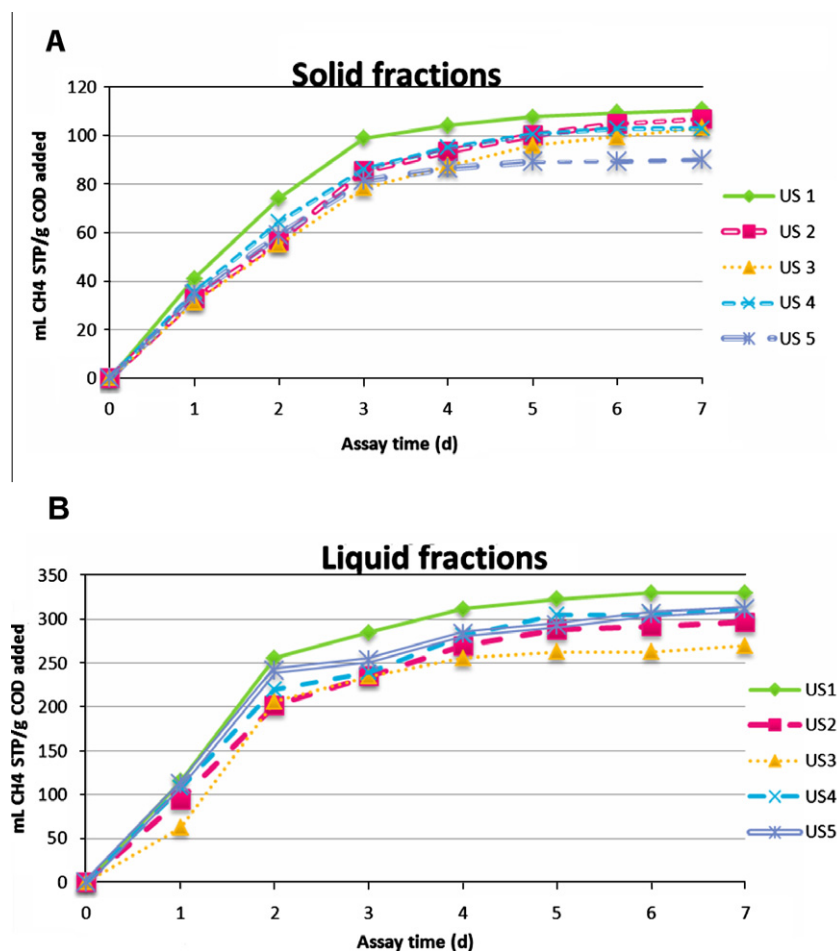 A
Solid fractions
mL CH4 STP/g COD added
120
100
80
60
40
20
0
0 1 2 3 4 5 6 7
Assay time (d)
US 1
US 2
US 3
US 4
US 5
B
Liquid fractions
mL CH4 STP/g COD added
350
300
250
200
150
100
50
0
0 1 2 3 4 5 6 7
Assay time (d)
US1
US2
US3
US4
US5